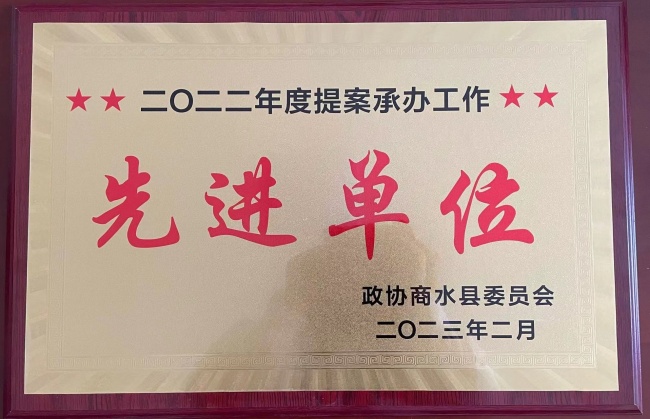 ★★二〇二二年度提案承办工作★★
先进单位
政协商水县委员会
二〇二三年二月